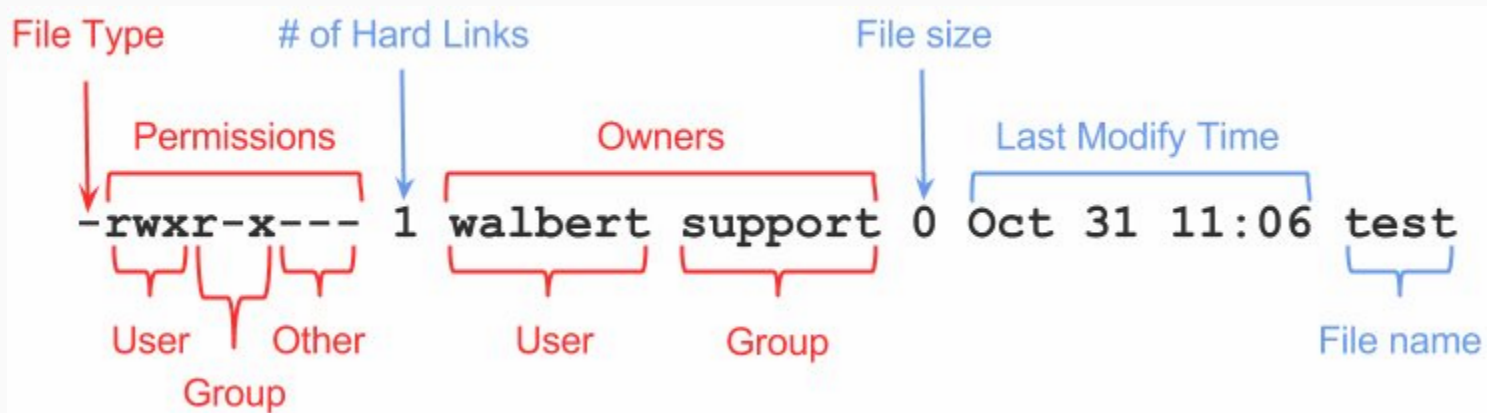 File Type # of Hard Links File size
Permissions Owners Last Modify Time
-rwxr-x--- 1 walbert support 0 Oct 31 11:06 test
User Other User Group File name
Group